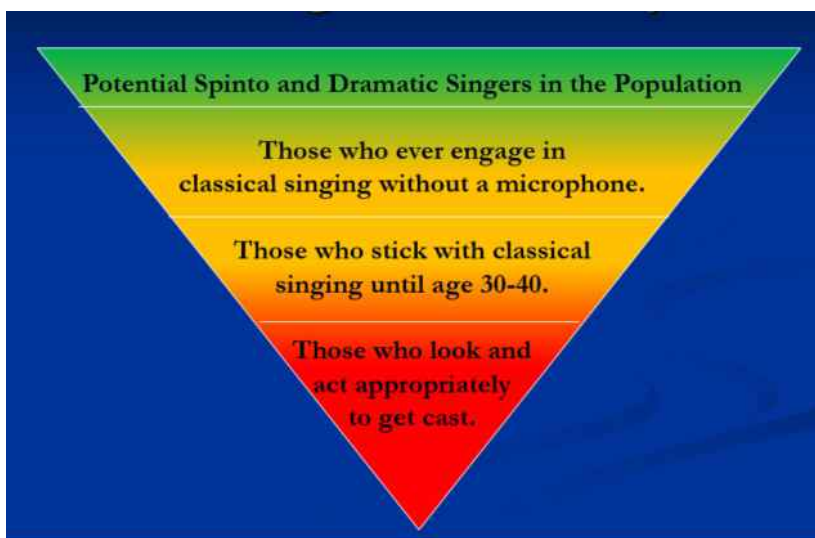 Potential Spinto and Dramatic Singers in the Population
Those who ever engage in
classical singing without a microphone.
Those who stick with classical
singing until age 30-40.
Those who look and
act appropriately
to get cast.